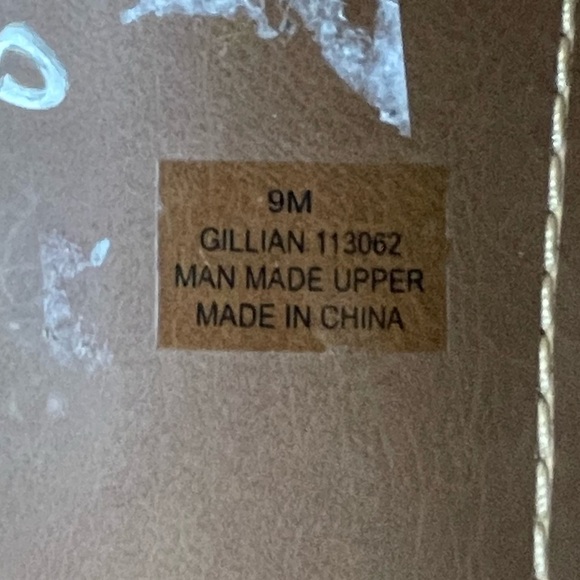 9M
GILLIAN 113062
MAN MADE UPPER
MADE IN CHINA